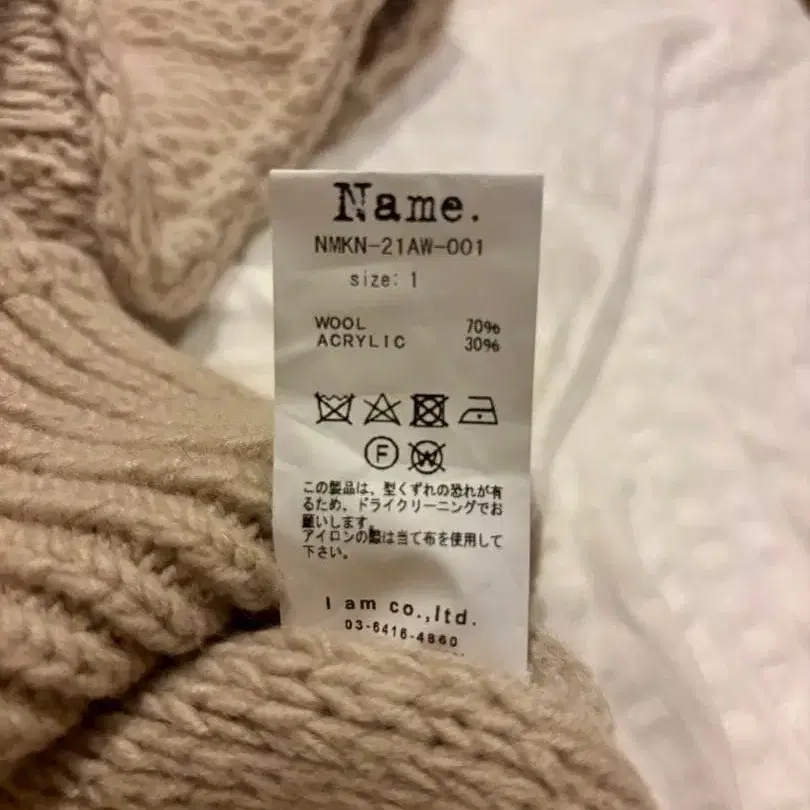 Name.
NMKN-21AW-001
size: 1
WOOL 70%
ACRYLIC 30%
F W
この製品は、型くずれの恐れが有
るため、ドライクリーニングでお
願いします。
アイロンの際は当て布を使用して
下さい。
I am co.,ltd.
03-6416-4860